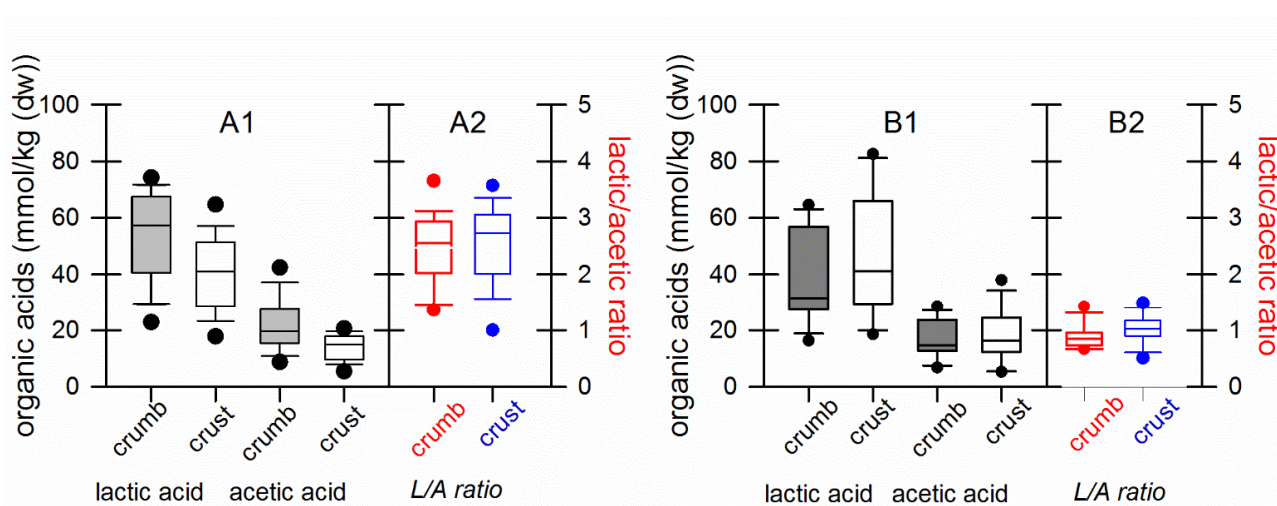 organic acids (mmol/kg (dw))
100
80
60
40
20
0
A1
A2
5
4
3
2
1
0
lactic/acetic ratio
crumb
crust
crumb
crust
crumb
crust
lactic acid
acetic acid
L/A ratio
organic acids (mmol/kg (dw))
100
80
60
40
20
0
B1
B2
5
4
3
2
1
0
lactic/acetic ratio
crumb
crust
crumb
crust
crumb
crust
lactic acid
acetic acid
L/A ratio